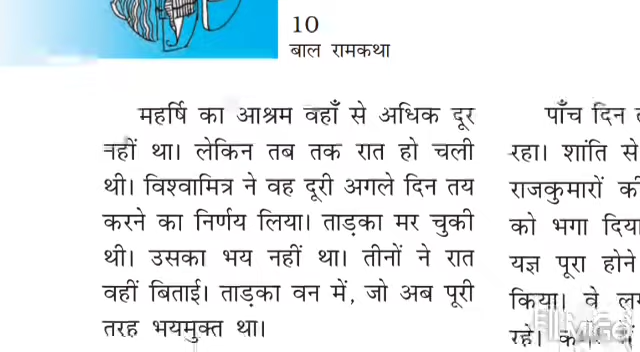 10
बाल रामकथा
महर्षि का आश्रम वहाँ से अधिक दूर
नहीं था। लेकिन तब तक रात हो चली
थी। विश्वामित्र ने वह दूरी अगले दिन तय
करने का निर्णय लिया। ताड़का मर चुकी
थी। उसका भय नहीं था। तीनों ने रात
वहीं बिताई। ताड़का वन में, जो अब पूरी
तरह भयमुक्त था।
पाँच दिन
रहा। शांति से
राजकुमारों
को भगा दिया
यज्ञ पूरा होने
किया। वे
रहे।